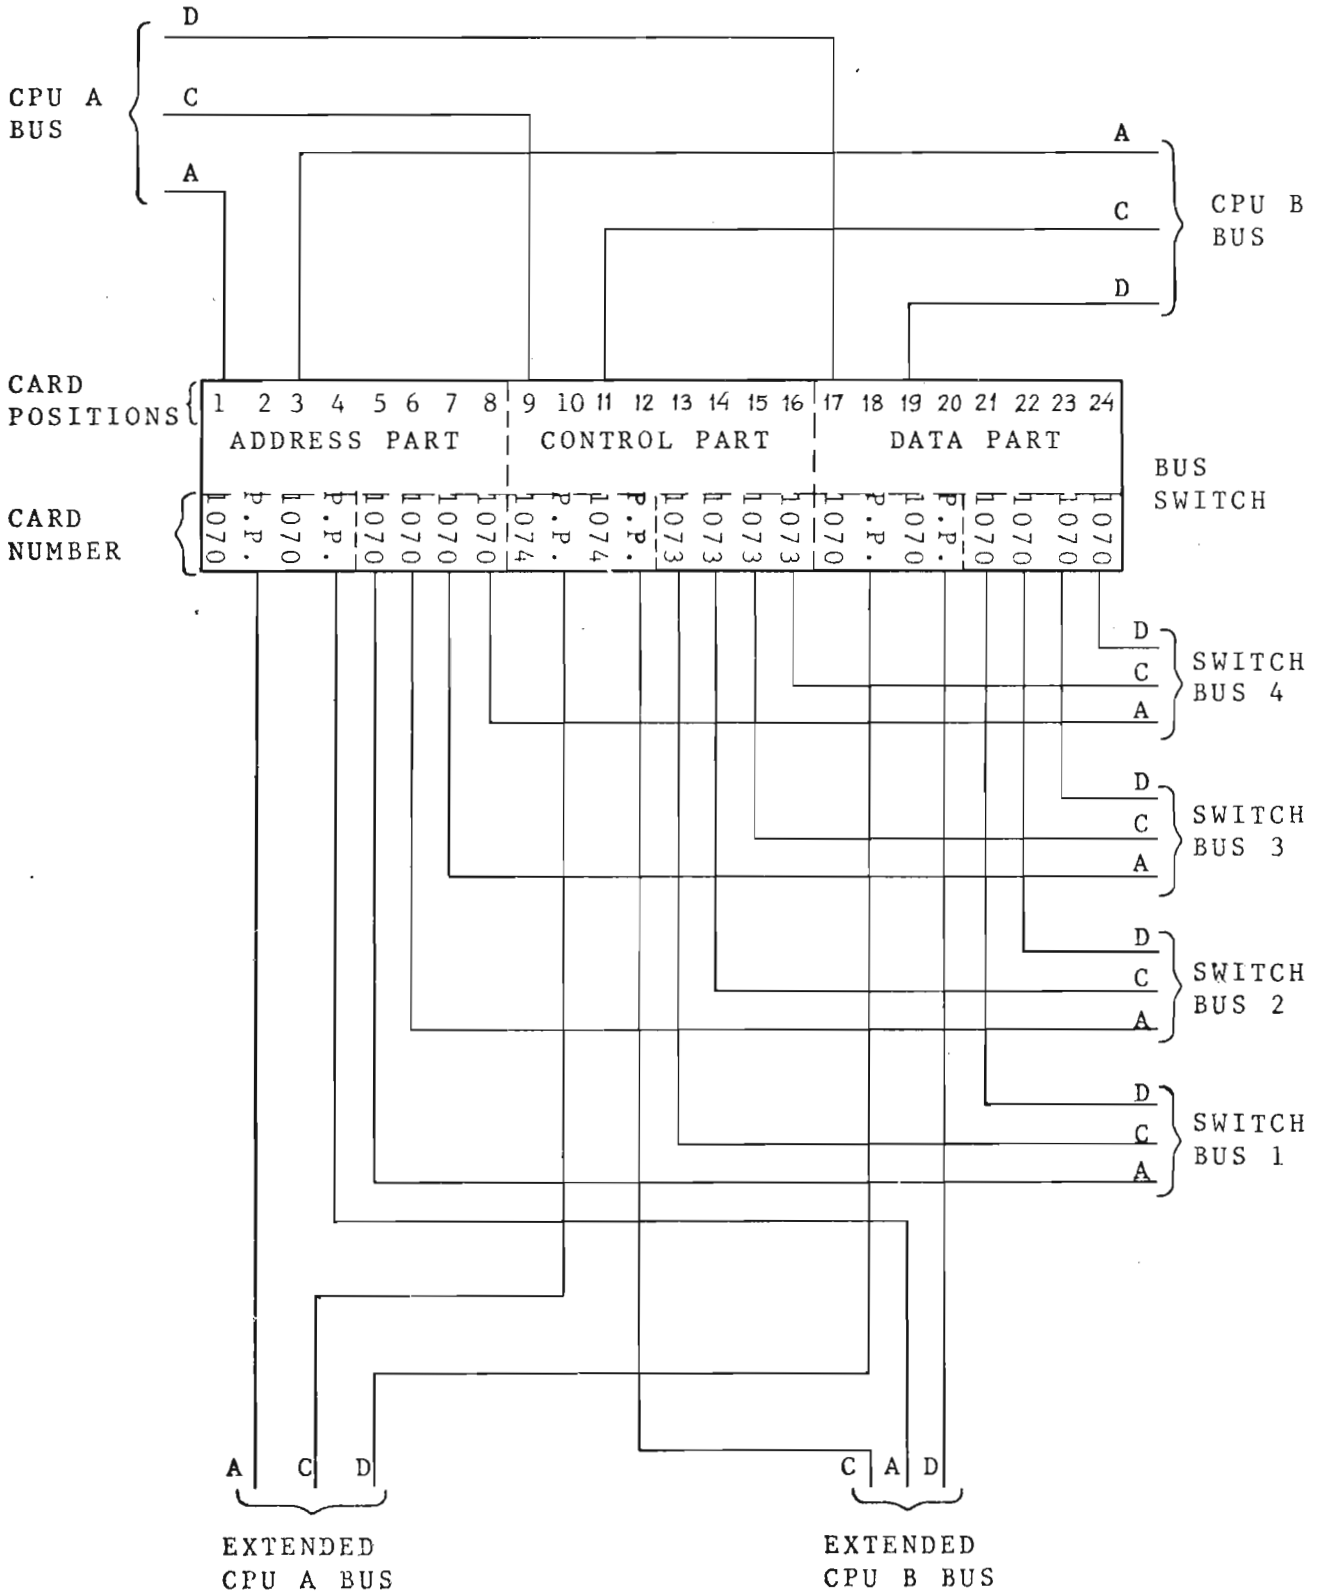 D
CPU A
BUS
C
A
A
CPU B
BUS
C
D
CARD
POSITIONS
1 2 3 4 5 6 7 8 9 10 11 12 13 14 15 16 17 18 19 20 21 22 23 24
ADDRESS PART CONTROL PART DATA PART
BUS
SWITCH
CARD
NUMBER
1070 P.P. 1070 P.P. 1070 1070 1070 1070 1074 P.P. 1074 P.P. 1073 1073 1073 1073 1070 P.P. 1070 P.P. 1070 1070 1070 1070
D
C
A
SWITCH
BUS 4
D
C
A
SWITCH
BUS 3
D
C
A
SWITCH
BUS 2
D
C
A
SWITCH
BUS 1
A C D
C A D
EXTENDED
CPU A BUS
EXTENDED
CPU B BUS